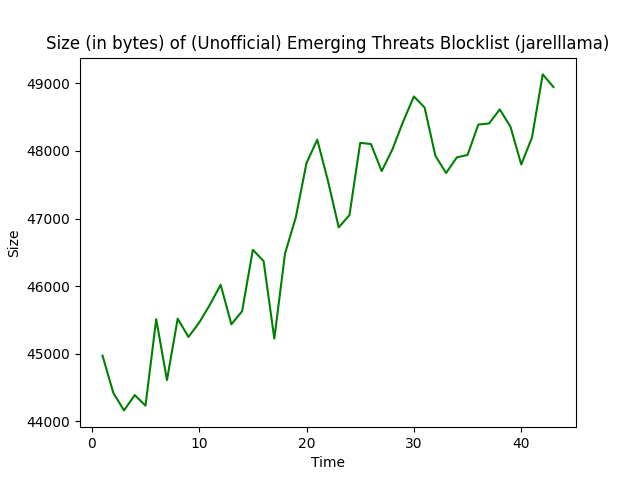 Size (in bytes) of (Unofficial) Emerging Threats Blocklist (jarelllama)
49000
48000
47000
46000
45000
44000
Size
0 10 20 30 40
Time